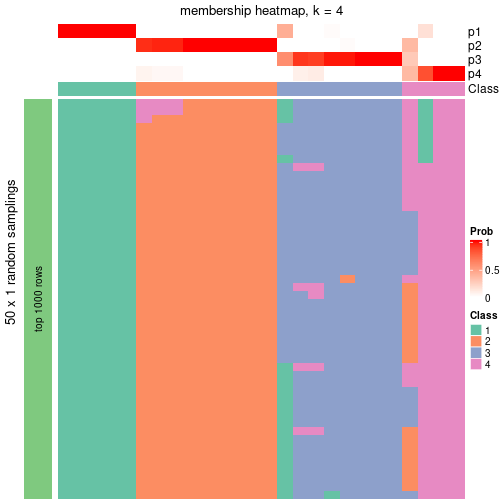 membership heatmap, k = 4
p1
p2
p3
p4
Class
50 x 1 random samplings
top 1000 rows
Prob
1
0.5
0
Class
1
2
3
4